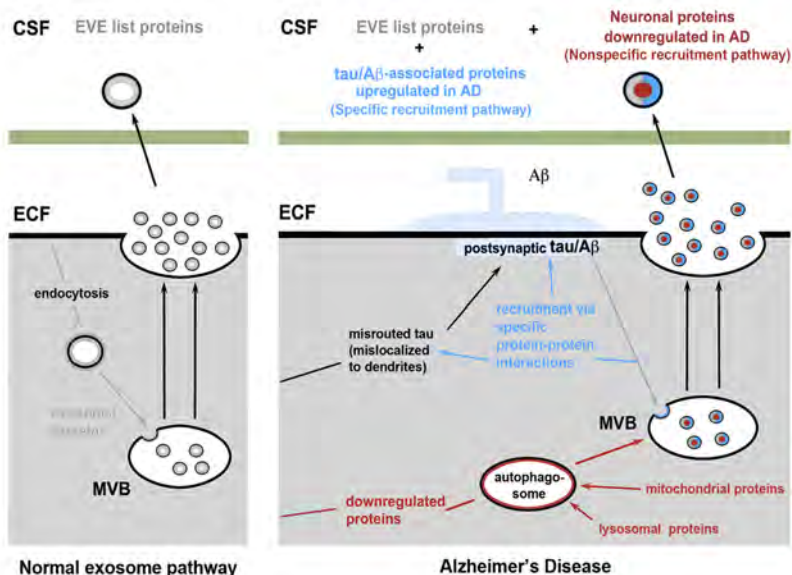 CSF
EVE list proteins
ECF
endocytosis
MVB
Normal exosome pathway
CSF
EVE list proteins
+
+
tau/Aβ-associated proteins
upregulated in AD
(Specific recruitment pathway)
Neuronal proteins
downregulated in AD
(Nonspecific recruitment pathway)
Aβ
ECF
postsynaptic tau/Aβ
recruitment via
specific
protein-protein
interactions
misrouted tau
(mislocalized
to dendrites)
MVB
autophago-
some
downregulated
proteins
mitochondrial proteins
lysosomal proteins
Alzheimer's Disease